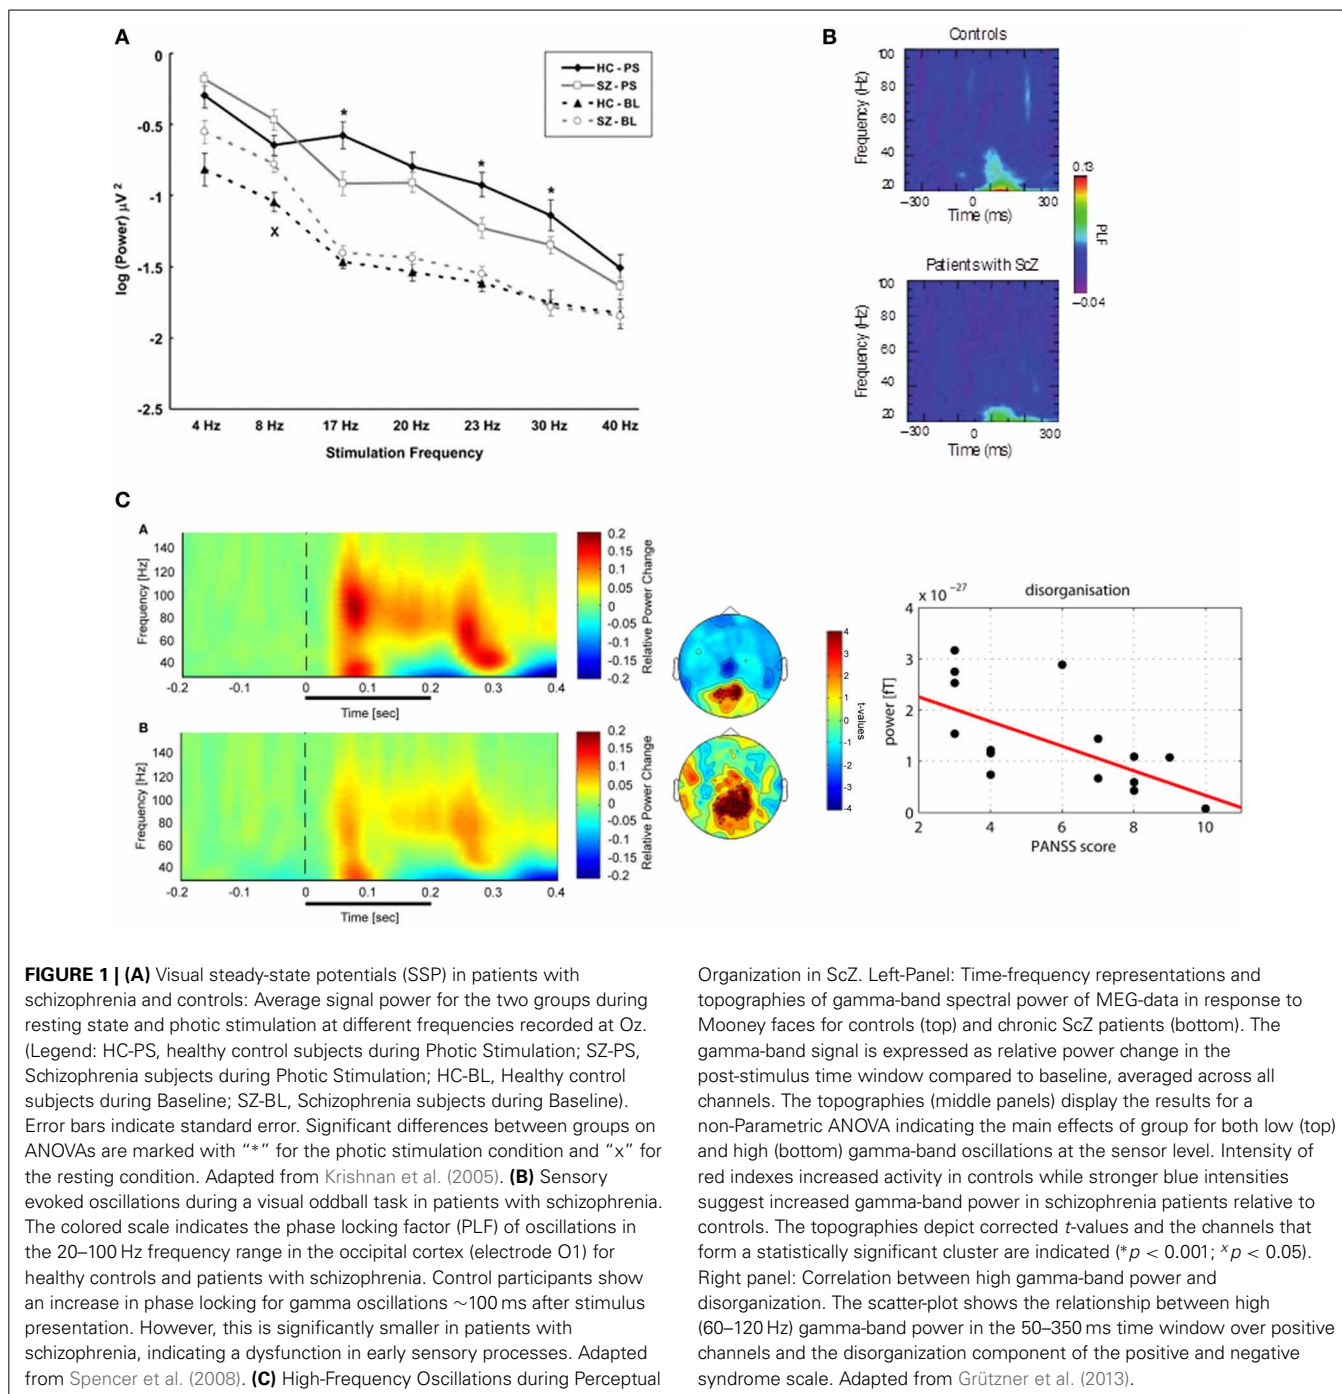 A
0
-0.5
-1
-1.5
-2
-2.5
log (Power) µV ²
HC - PS
SZ - PS
HC - BL
SZ - BL
*
*
*
x
4 Hz 8 Hz 17 Hz 20 Hz 23 Hz 30 Hz 40 Hz
Stimulation Frequency
B
Controls
100
80
60
40
20
Frequency (Hz)
−300 0 300
Time (ms)
Patients with ScZ
100
80
60
40
20
Frequency (Hz)
−300 0 300
Time (ms)
0.13
PLF
−0.04
C
A
140
120
100
80
60
40
Frequency [Hz]
-0.2 -0.1 0 0.1 0.2 0.3 0.4
Time [sec]
0.2
0.15
0.1
0.05
0
-0.05
-0.1
-0.15
-0.2
Relative Power Change
B
140
120
100
80
60
40
Frequency [Hz]
-0.2 -0.1 0 0.1 0.2 0.3 0.4
Time [sec]
0.2
0.15
0.1
0.05
0
-0.05
-0.1
-0.15
-0.2
Relative Power Change
4
3
2
1
0
-1
-2
-3
-4
t-values
x 10 −27
disorganisation
4
3
2
1
0
power [fT]
2 4 6 8 10
PANSS score
FIGURE 1 | (A) Visual steady-state potentials (SSP) in patients with
schizophrenia and controls: Average signal power for the two groups during
resting state and photic stimulation at different frequencies recorded at Oz.
(Legend: HC-PS, healthy control subjects during Photic Stimulation; SZ-PS,
Schizophrenia subjects during Photic Stimulation; HC-BL, Healthy control
subjects during Baseline; SZ-BL, Schizophrenia subjects during Baseline).
Error bars indicate standard error. Significant differences between groups on
ANOVAs are marked with “*” for the photic stimulation condition and “x” for
the resting condition. Adapted from Krishnan et al. (2005). (B) Sensory
evoked oscillations during a visual oddball task in patients with schizophrenia.
The colored scale indicates the phase locking factor (PLF) of oscillations in
the 20–100 Hz frequency range in the occipital cortex (electrode O1) for
healthy controls and patients with schizophrenia. Control participants show
an increase in phase locking for gamma oscillations ∼100 ms after stimulus
presentation. However, this is significantly smaller in patients with
schizophrenia, indicating a dysfunction in early sensory processes. Adapted
from Spencer et al. (2008). (C) High-Frequency Oscillations during Perceptual
Organization in ScZ. Left-Panel: Time-frequency representations and
topographies of gamma-band spectral power of MEG-data in response to
Mooney faces for controls (top) and chronic ScZ patients (bottom). The
gamma-band signal is expressed as relative power change in the
post-stimulus time window compared to baseline, averaged across all
channels. The topographies (middle panels) display the results for a
non-Parametric ANOVA indicating the main effects of group for both low (top)
and high (bottom) gamma-band oscillations at the sensor level. Intensity of
red indexes increased activity in controls while stronger blue intensities
suggest increased gamma-band power in schizophrenia patients relative to
controls. The topographies depict corrected t-values and the channels that
form a statistically significant cluster are indicated (*p < 0.001; ˣp < 0.05).
Right panel: Correlation between high gamma-band power and
disorganization. The scatter-plot shows the relationship between high
(60–120 Hz) gamma-band power in the 50–350 ms time window over positive
channels and the disorganization component of the positive and negative
syndrome scale. Adapted from Grützner et al. (2013).